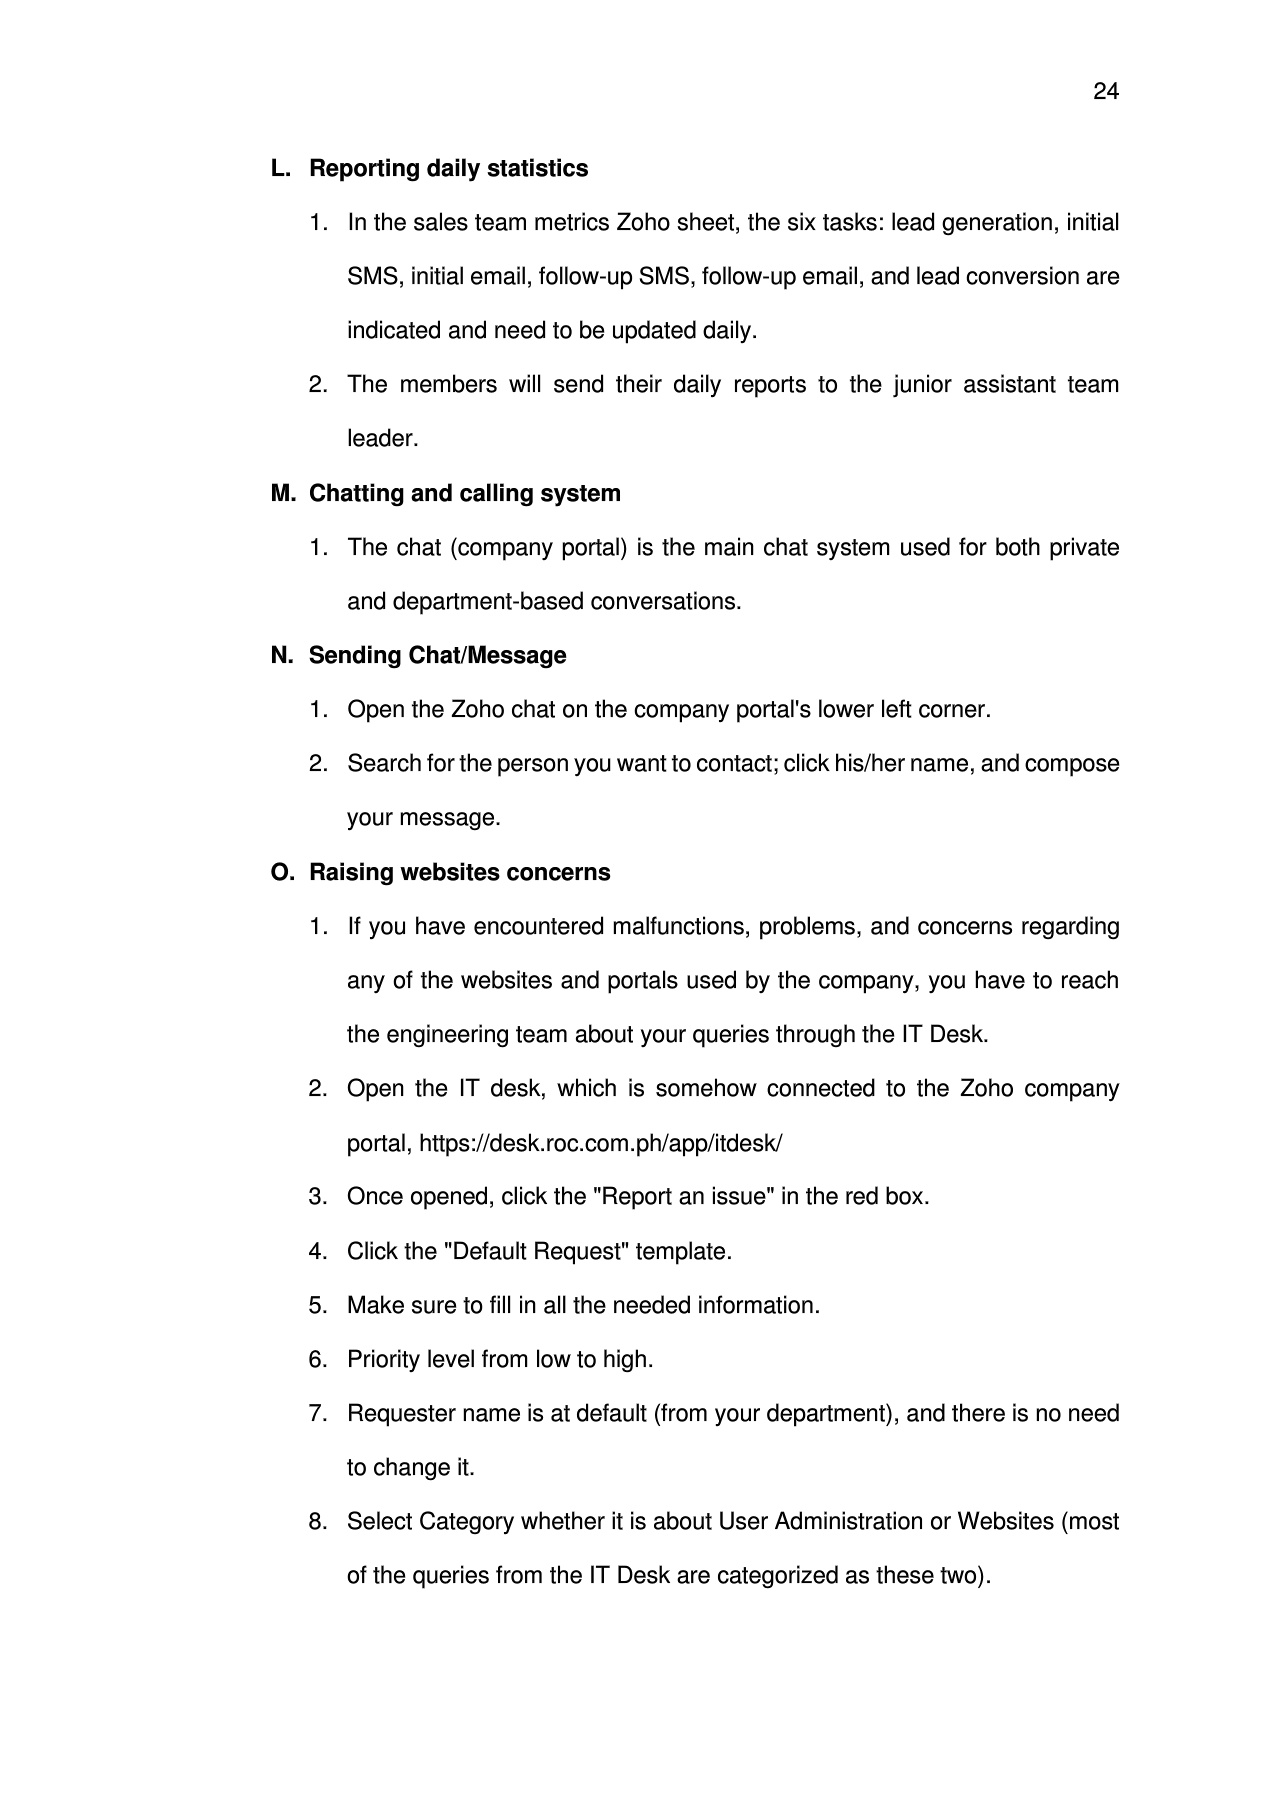 24
L. Reporting daily statistics
1. In the sales team metrics Zoho sheet, the six tasks: lead generation, initial
SMS, initial email, follow-up SMS, follow-up email, and lead conversion are
indicated and need to be updated daily.
2. The members will send their daily reports to the junior assistant team
leader.
M. Chatting and calling system
1. The chat (company portal) is the main chat system used for both private
and department-based conversations.
N. Sending Chat/Message
1. Open the Zoho chat on the company portal's lower left corner.
2. Search for the person you want to contact; click his/her name, and compose
your message.
O. Raising websites concerns
1. If you have encountered malfunctions, problems, and concerns regarding
any of the websites and portals used by the company, you have to reach
the engineering team about your queries through the IT Desk.
2. Open the IT desk, which is somehow connected to the Zoho company
portal, https://desk.roc.com.ph/app/itdesk/
3. Once opened, click the "Report an issue" in the red box.
4. Click the "Default Request" template.
5. Make sure to fill in all the needed information.
6. Priority level from low to high.
7. Requester name is at default (from your department), and there is no need
to change it.
8. Select Category whether it is about User Administration or Websites (most
of the queries from the IT Desk are categorized as these two).